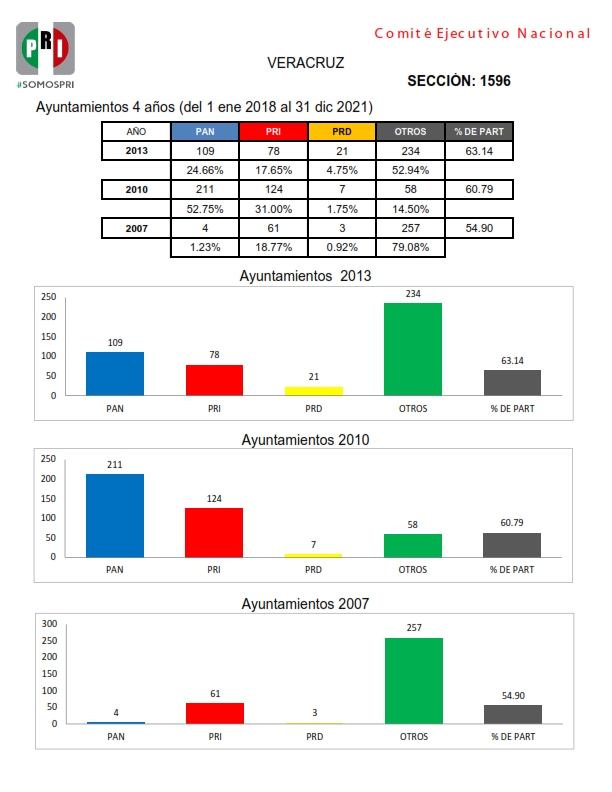 PRI
#SOMOSPRI
Comité Ejecutivo Nacional
VERACRUZ
SECCIÓN: 1596
Ayuntamientos 4 años (del 1 ene 2018 al 31 dic 2021)
AÑO PAN PRI PRD OTROS % DE PART
2013 109 78 21 234 63.14
24.66% 17.65% 4.75% 52.94%
2010 211 124 7 58 60.79
52.75% 31.00% 1.75% 14.50%
2007 4 61 3 257 54.90
1.23% 18.77% 0.92% 79.08%
Ayuntamientos 2013
250
200
150
100
50
0
109 78 21 234 63.14
PAN PRI PRD OTROS % DE PART
Ayuntamientos 2010
250
200
150
100
50
0
211 124 7 58 60.79
PAN PRI PRD OTROS % DE PART
Ayuntamientos 2007
300
250
200
150
100
50
0
4 61 3 257 54.90
PAN PRI PRD OTROS % DE PART